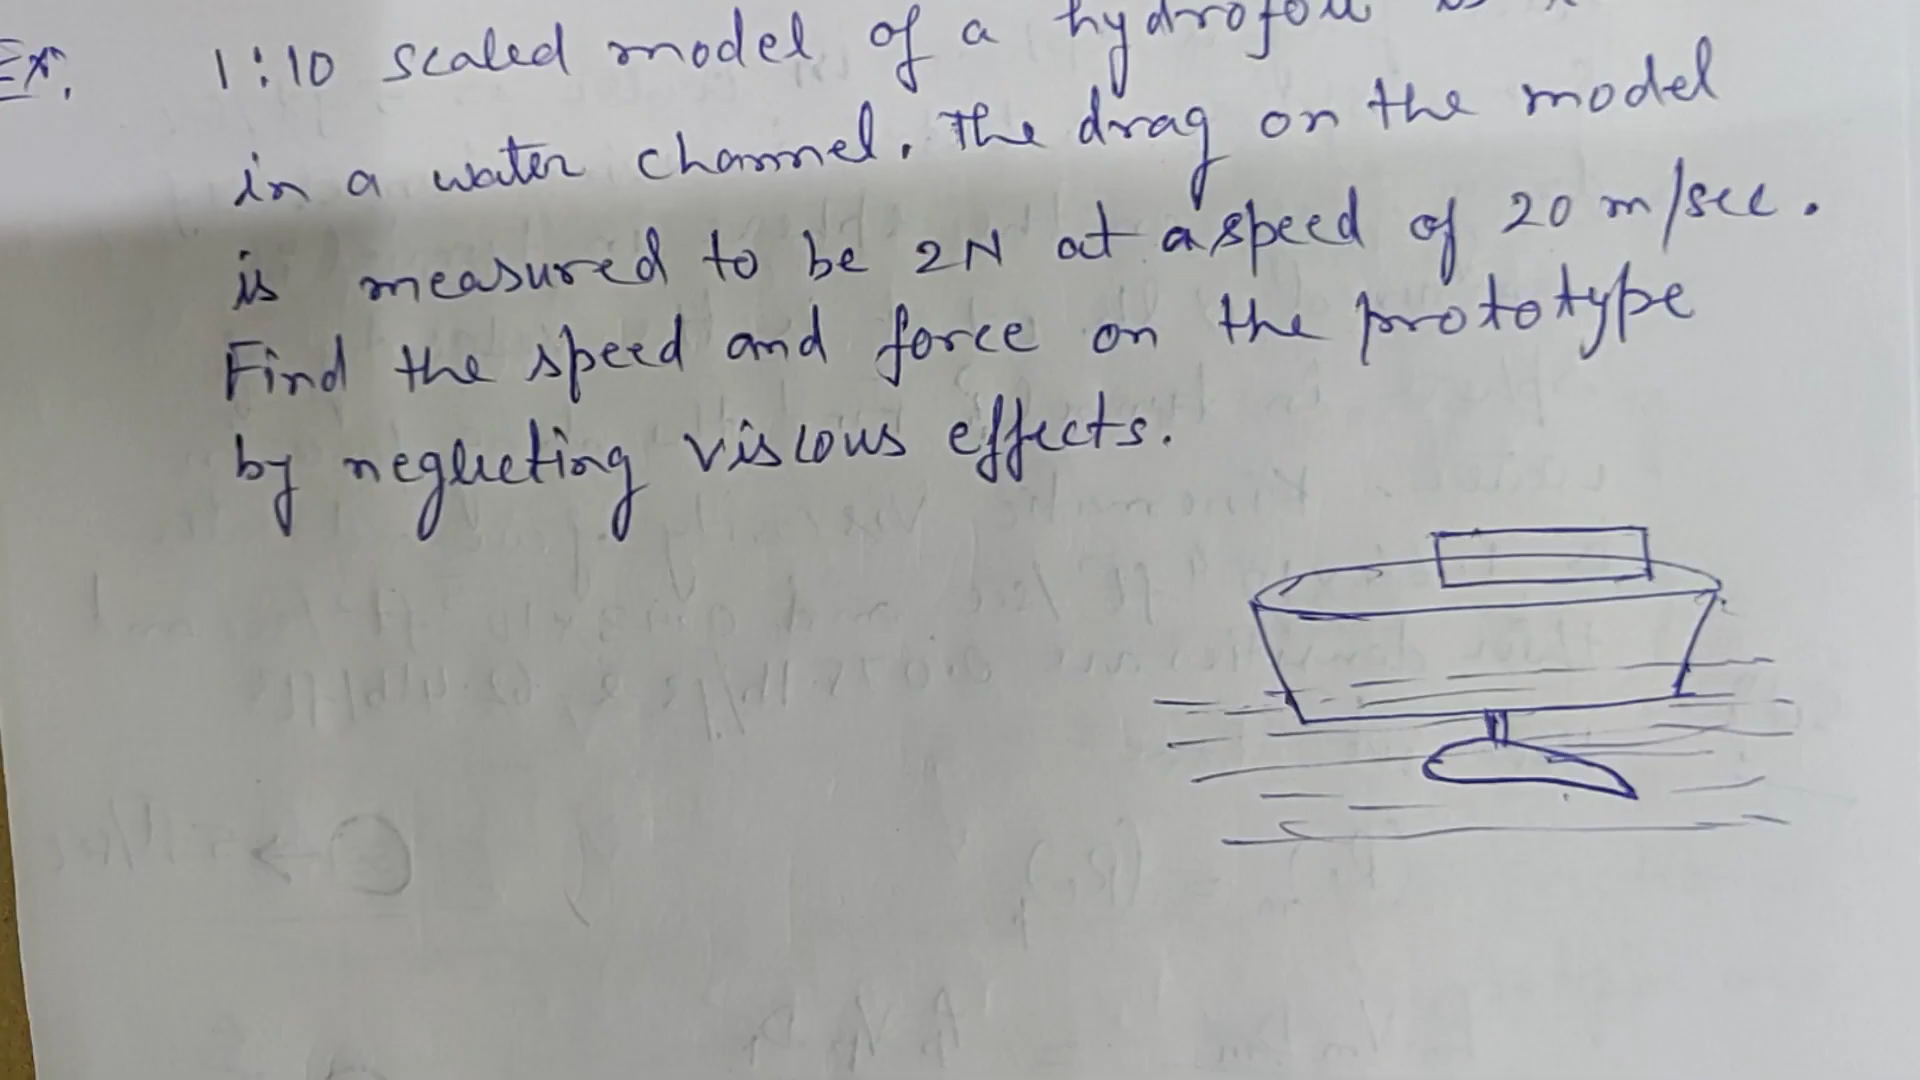 Ex. 1:10 scaled model of a hydrofoil
in a water channel. The drag on the model
is measured to be 2N at a speed of 20 m/sec.
Find the speed and force on the prototype
by neglecting viscous effects.